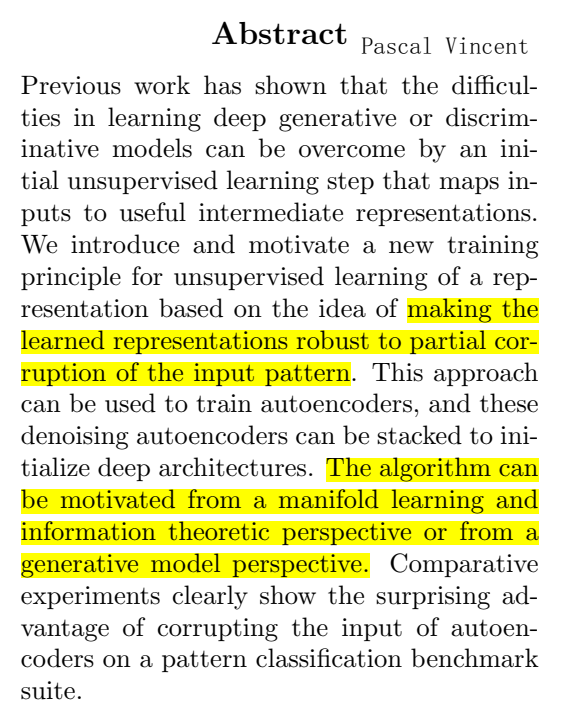 Abstract Pascal Vincent
Previous work has shown that the difficul-
ties in learning deep generative or discrim-
inative models can be overcome by an ini-
tial unsupervised learning step that maps in-
puts to useful intermediate representations.
We introduce and motivate a new training
principle for unsupervised learning of a rep-
resentation based on the idea of making the
learned representations robust to partial cor-
ruption of the input pattern. This approach
can be used to train autoencoders, and these
denoising autoencoders can be stacked to ini-
tialize deep architectures. The algorithm can
be motivated from a manifold learning and
information theoretic perspective or from a
generative model perspective. Comparative
experiments clearly show the surprising ad-
vantage of corrupting the input of autoen-
coders on a pattern classification benchmark
suite.